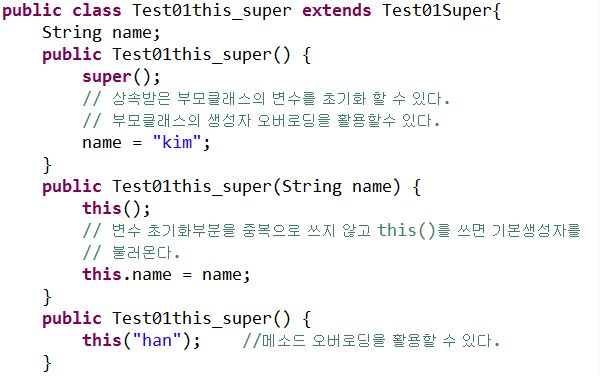 public class Test01this_super extends Test01Super{
String name;
public Test01this_super() {
super();
// 상속받은 부모클래스의 변수를 초기화 할 수 있다.
// 부모클래스의 생성자 오버로딩을 활용할수 있다.
name = "kim";
}
public Test01this_super(String name) {
this();
// 변수 초기화부분을 중복으로 쓰지 않고 this()를 쓰면 기본생성자를
// 불러온다.
this.name = name;
}
public Test01this_super() {
this("han"); //메소드 오버로딩을 활용할 수 있다.
}